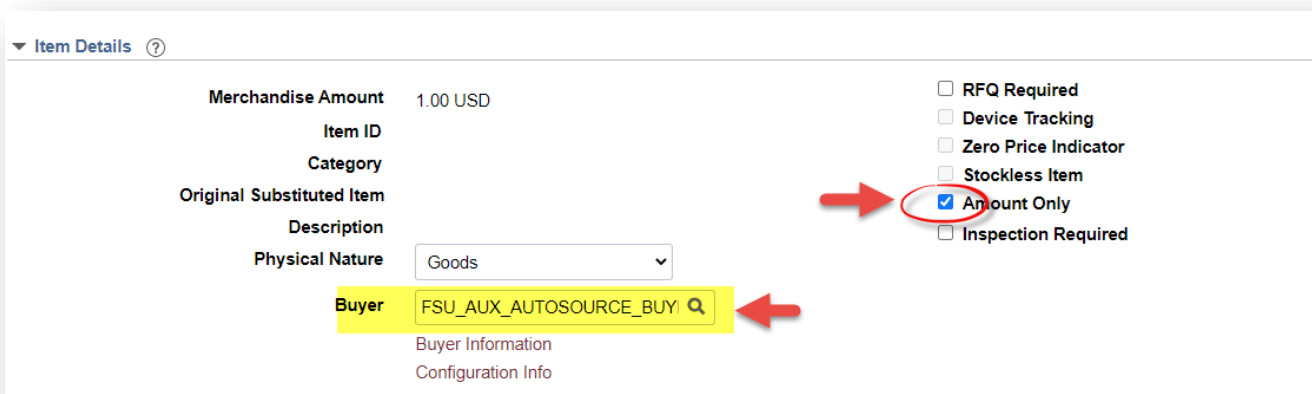 Item Details ?
Merchandise Amount 1.00 USD
Item ID
Category
Original Substituted Item
Description
Physical Nature Goods
Buyer FSU_AUX_AUTOSOURCE_BUY
Buyer Information
Configuration Info
RFQ Required
Device Tracking
Zero Price Indicator
Stockless Item
Amount Only
Inspection Required